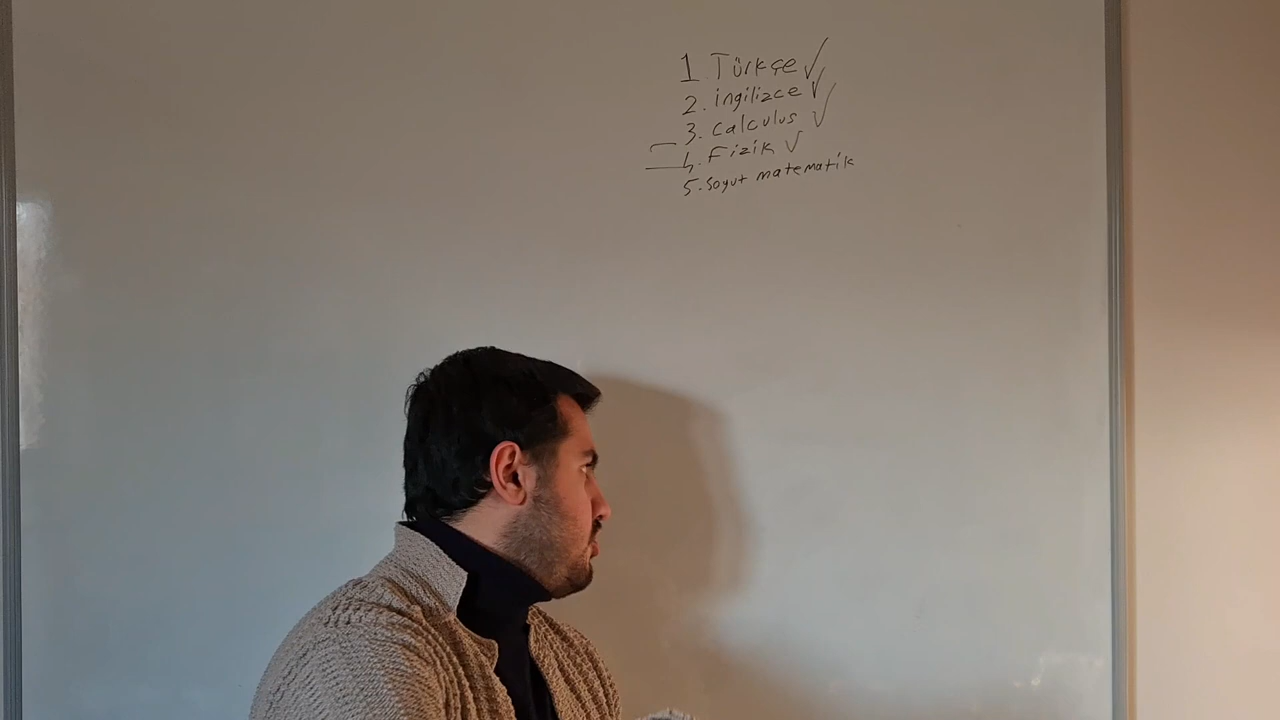 1. Türkçe ✓
2. ingilizce ✓
3. calculus ✓
4. Fizik ✓
5. soyut matematik